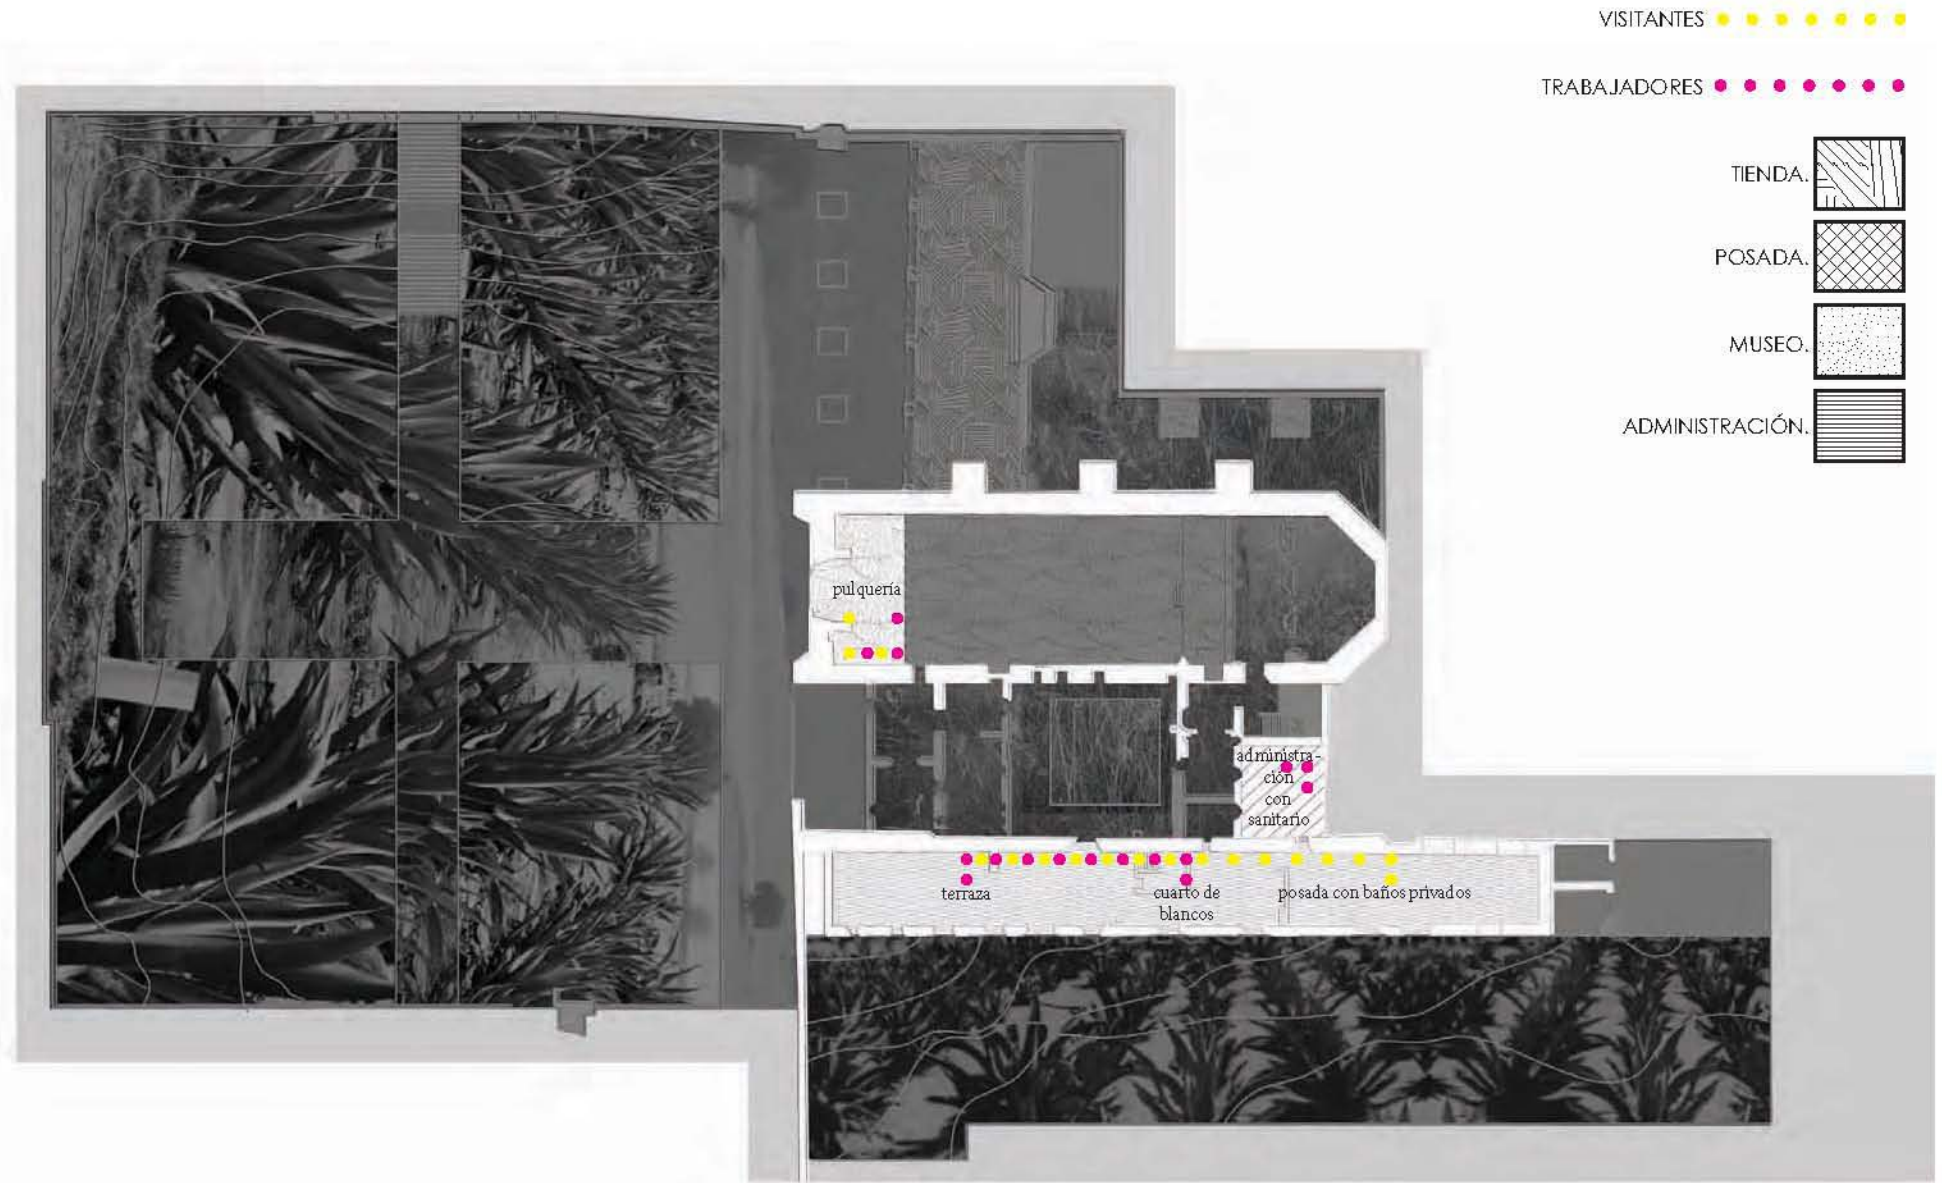 VISITANTES
TRABAJADORES
TIENDA.
POSADA.
MUSEO.
ADMINISTRACIÓN.
pulquería
administra-
ción
con
sanitario
terraza
cuarto de
blancos
posada con baños privados